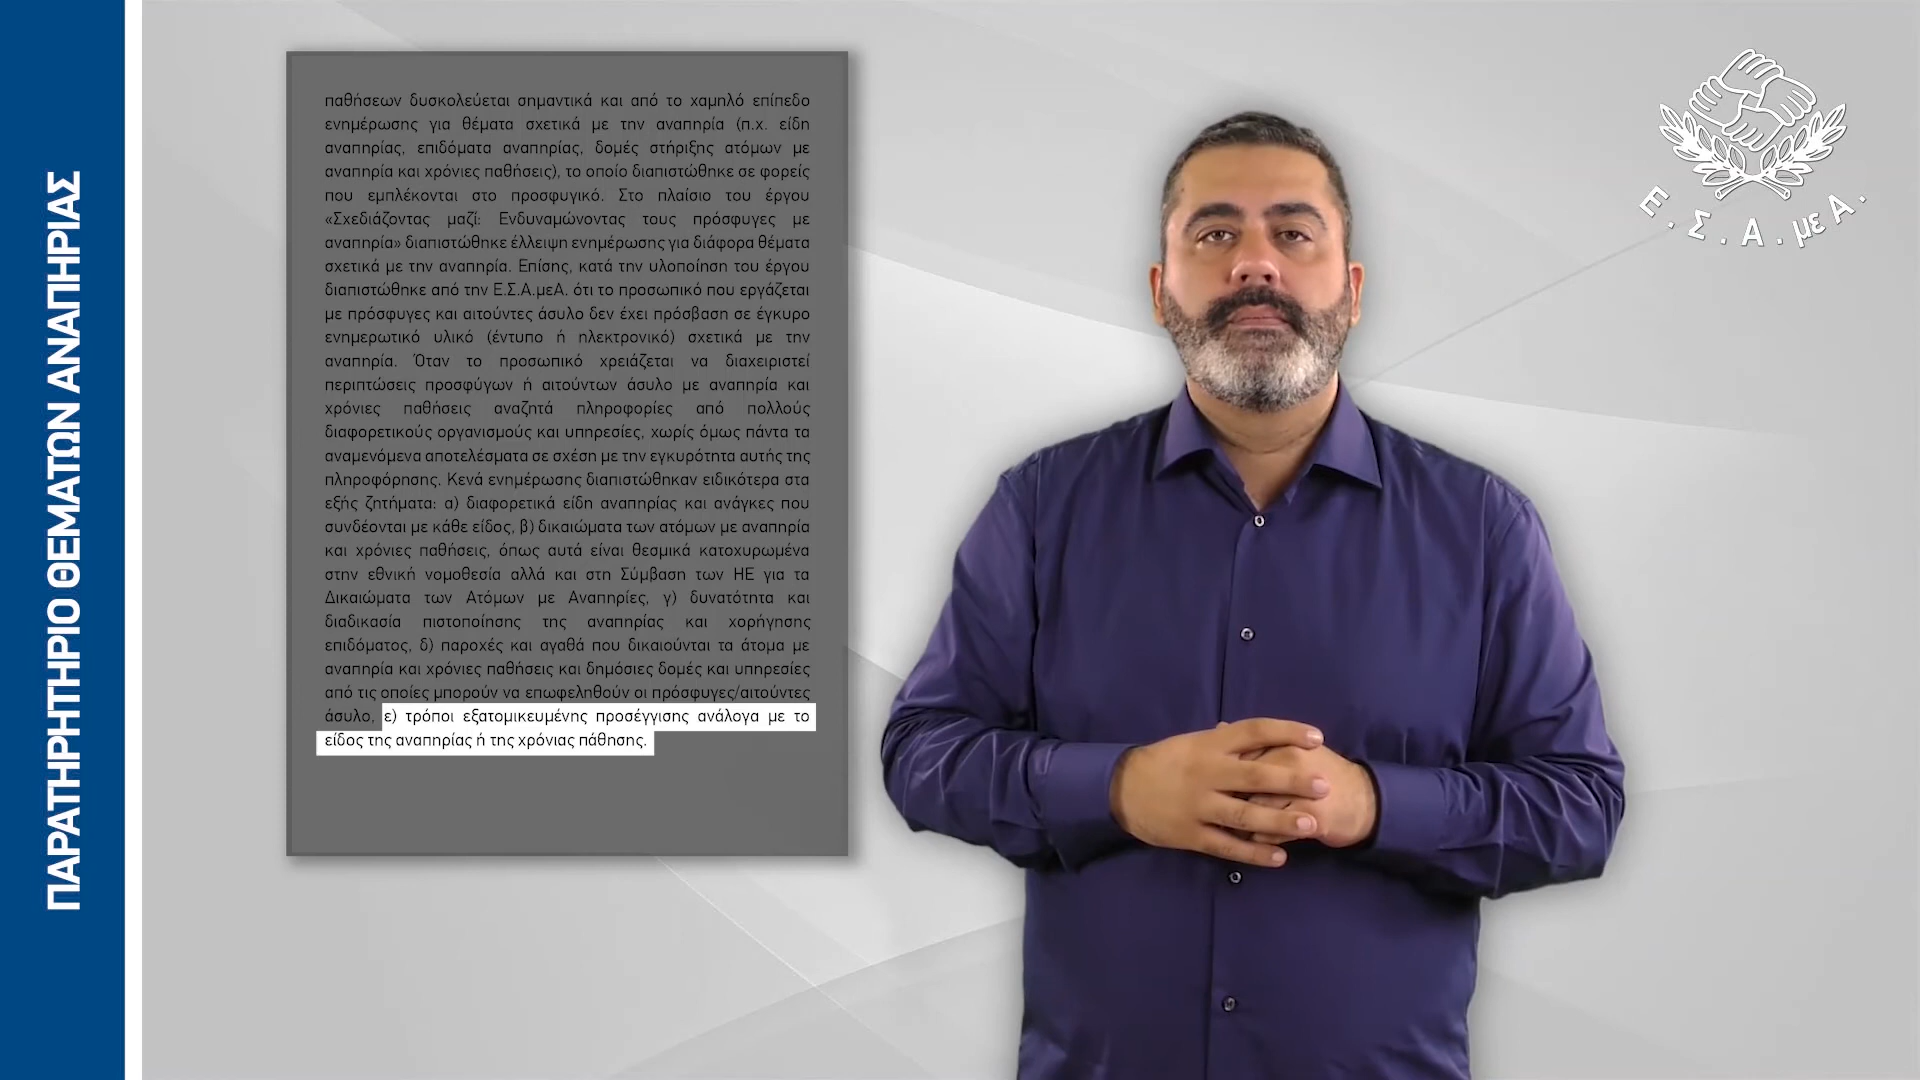 ΠΑΡΑΤΗΡΗΤΗΡΙΟ ΘΕΜΑΤΩΝ ΑΝΑΠΗΡΙΑΣ
παθήσεων δυσκολεύεται σημαντικά και από το χαμηλό επίπεδο
ενημέρωσης για θέματα σχετικά με την αναπηρία (π.χ. είδη
αναπηρίας, επιδόματα αναπηρίας, δομές στήριξης ατόμων με
αναπηρία και χρόνιες παθήσεις), το οποίο διαπιστώθηκε σε φορείς
που εμπλέκονται στο προσφυγικό. Στο πλαίσιο του έργου
«Σχεδιάζοντας μαζί: Ενδυναμώνοντας τους πρόσφυγες με
αναπηρία» διαπιστώθηκε έλλειψη ενημέρωσης για διάφορα θέματα
σχετικά με την αναπηρία. Επίσης, κατά την υλοποίηση του έργου
διαπιστώθηκε από την Ε.Σ.Α.μεΑ. ότι το προσωπικό που εργάζεται
με πρόσφυγες και αιτούντες άσυλο δεν έχει πρόσβαση σε έγκυρο
ενημερωτικό υλικό (έντυπο ή ηλεκτρονικό) σχετικά με την
αναπηρία. Όταν το προσωπικό χρειάζεται να διαχειριστεί
περιπτώσεις προσφύγων ή αιτούντων άσυλο με αναπηρία και
χρόνιες παθήσεις αναζητά πληροφορίες από πολλούς
διαφορετικούς οργανισμούς και υπηρεσίες, χωρίς όμως πάντα τα
αναμενόμενα αποτελέσματα σε σχέση με την εγκυρότητα αυτής της
πληροφόρησης. Κενά ενημέρωσης διαπιστώθηκαν ειδικότερα στα
εξής ζητήματα: α) διαφορετικά είδη αναπηρίας και ανάγκες που
συνδέονται με κάθε είδος, β) δικαιώματα των ατόμων με αναπηρία
και χρόνιες παθήσεις, όπως αυτά είναι θεσμικά κατοχυρωμένα
στην εθνική νομοθεσία αλλά και στη Σύμβαση των ΗΕ για τα
Δικαιώματα των Ατόμων με Αναπηρίες, γ) δυνατότητα και
διαδικασία πιστοποίησης της αναπηρίας και χορήγησης
επιδόματος, δ) παροχές και αγαθά που δικαιούνται τα άτομα με
αναπηρία και χρόνιες παθήσεις και δημόσιες δομές και υπηρεσίες
από τις οποίες μπορούν να επωφεληθούν οι πρόσφυγες/αιτούντες
άσυλο, ε) τρόποι εξατομικευμένης προσέγγισης ανάλογα με το
είδος της αναπηρίας ή της χρόνιας πάθησης.
Ε.Σ.Α.μεΑ.